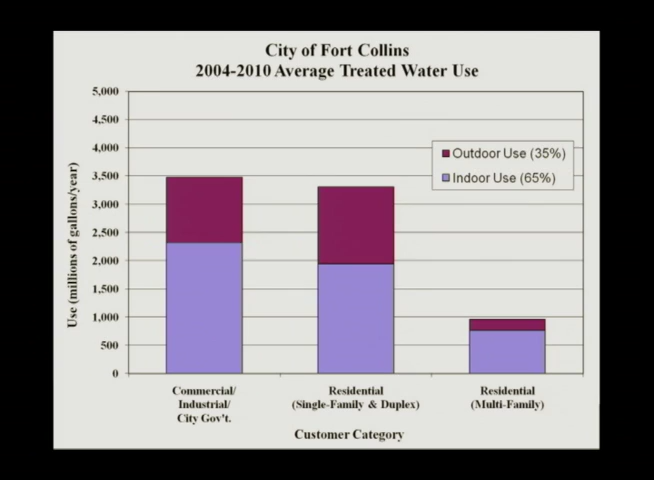 City of Fort Collins
2004-2010 Average Treated Water Use
5,000
4,500
4,000
3,500
3,000
2,500
2,000
1,500
1,000
500
0
Use (millions of gallons/year)
Outdoor Use (35%)
Indoor Use (65%)
Commercial/
Industrial/
City Gov't.
Residential
(Single-Family & Duplex)
Residential
(Multi-Family)
Customer Category